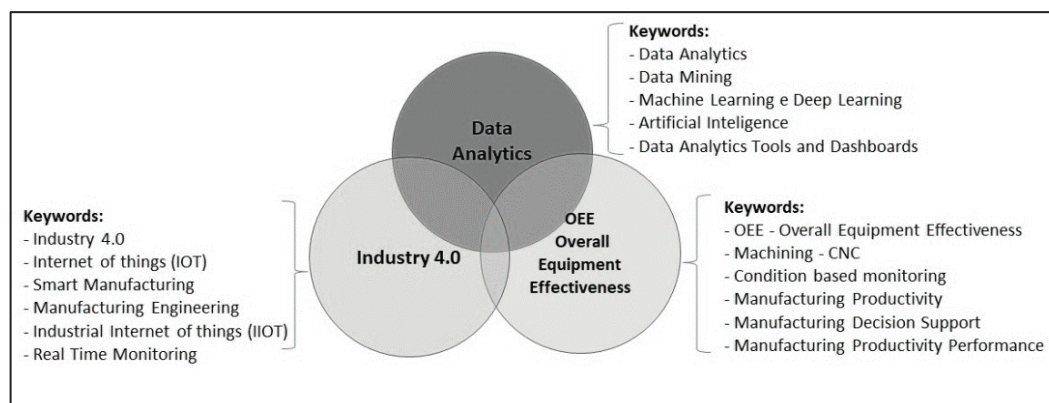 Keywords:
- Data Analytics
- Data Mining
- Machine Learning e Deep Learning
- Artificial Inteligence
- Data Analytics Tools and Dashboards
Data
Analytics
Keywords:
- Industry 4.0
- Internet of things (IOT)
- Smart Manufacturing
- Manufacturing Engineering
- Industrial Internet of things (IIOT)
- Real Time Monitoring
Industry 4.0
OEE
Overall
Equipment
Effectiveness
Keywords:
- OEE - Overall Equipment Effectiveness
- Machining - CNC
- Condition based monitoring
- Manufacturing Productivity
- Manufacturing Decision Support
- Manufacturing Productivity Performance